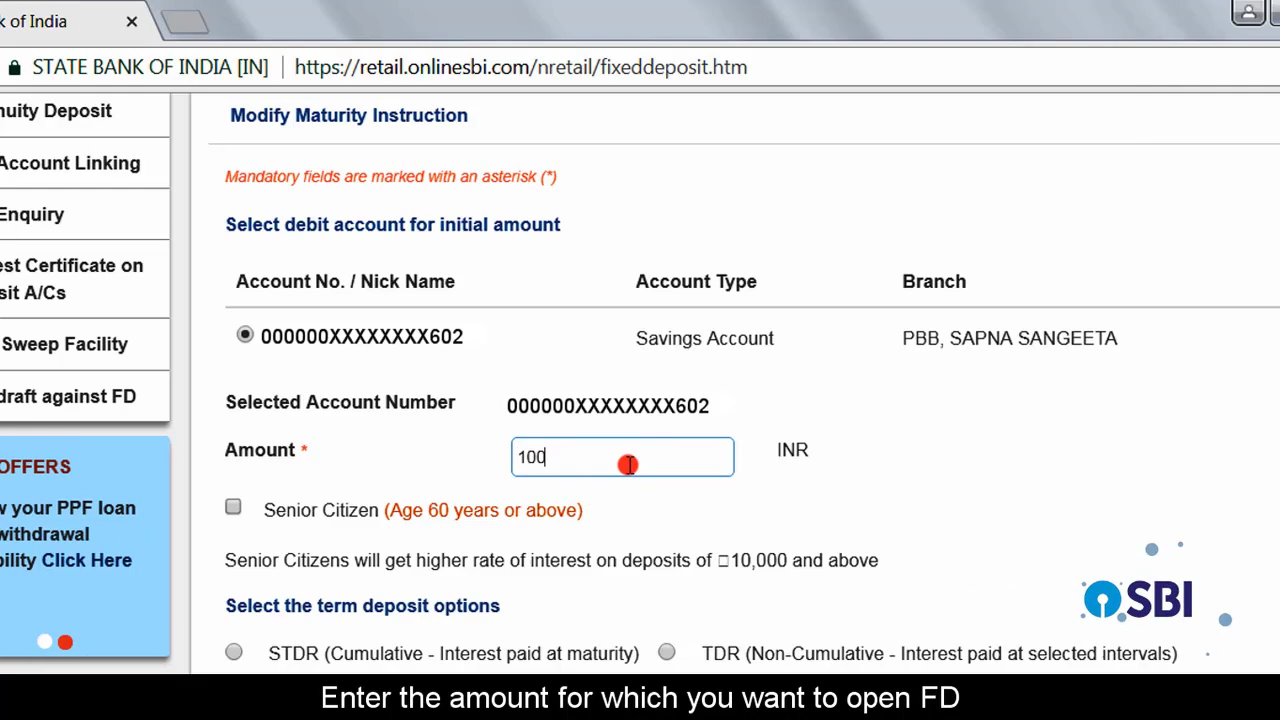 k of India
STATE BANK OF INDIA [IN] https://retail.onlinesbi.com/nretail/fixeddeposit.htm
nuity Deposit
Account Linking
Enquiry
est Certificate on
sit A/Cs
Sweep Facility
draft against FD
OFFERS
w your PPF loan
withdrawal
bility Click Here
Modify Maturity Instruction
Mandatory fields are marked with an asterisk (*)
Select debit account for initial amount
Account No. / Nick Name Account Type Branch
000000XXXXXXXX602 Savings Account PBB, SAPNA SANGEETA
Selected Account Number 000000XXXXXXXX602
Amount * 100 INR
Senior Citizen (Age 60 years or above)
Senior Citizens will get higher rate of interest on deposits of □10,000 and above
Select the term deposit options
STDR (Cumulative - Interest paid at maturity) TDR (Non-Cumulative - Interest paid at selected intervals)
SBI
Enter the amount for which you want to open FD